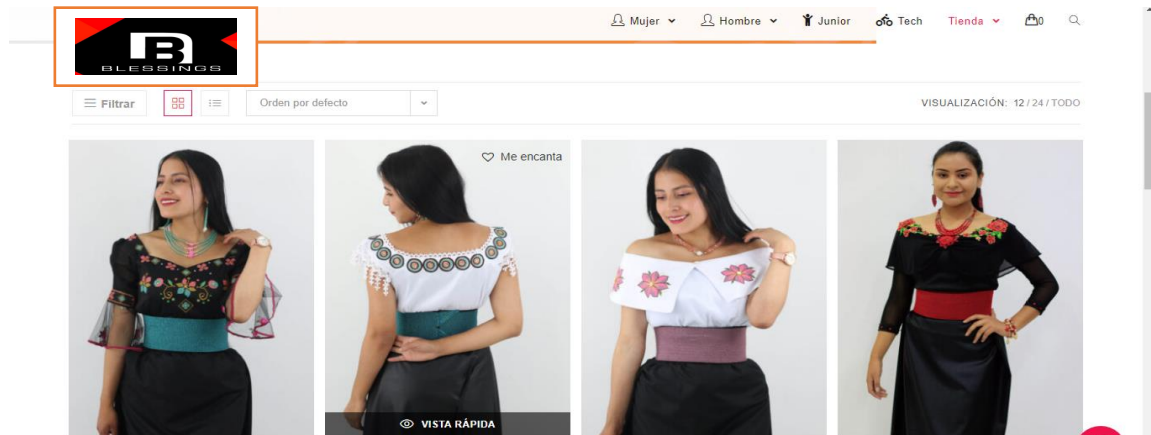 Mujer Hombre Junior Tech Tienda 0
B
BLESSINGS
Filtrar Orden por defecto VISUALIZACIÓN: 12 / 24 / TODO
Me encanta
VISTA RÁPIDA